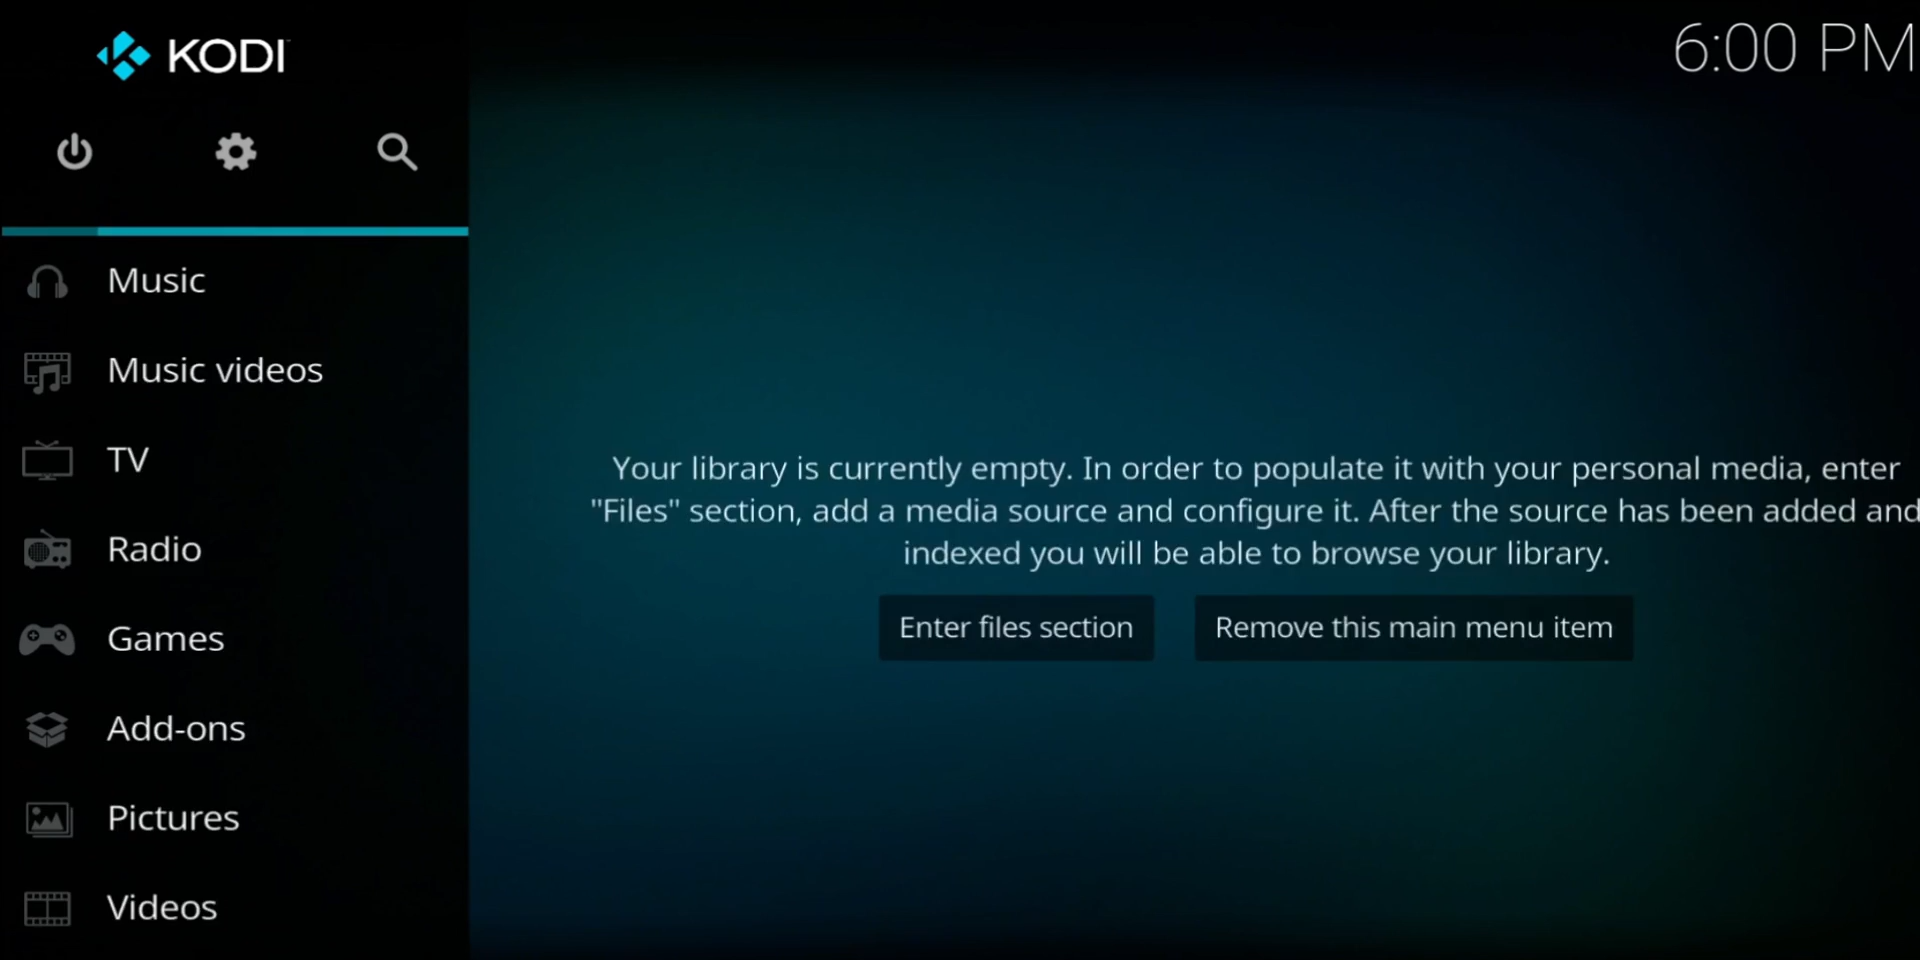 KODI
6:00 PM
Music
Music videos
TV
Radio
Games
Add-ons
Pictures
Videos
Your library is currently empty. In order to populate it with your personal media, enter
"Files" section, add a media source and configure it. After the source has been added and
indexed you will be able to browse your library.
Enter files section
Remove this main menu item